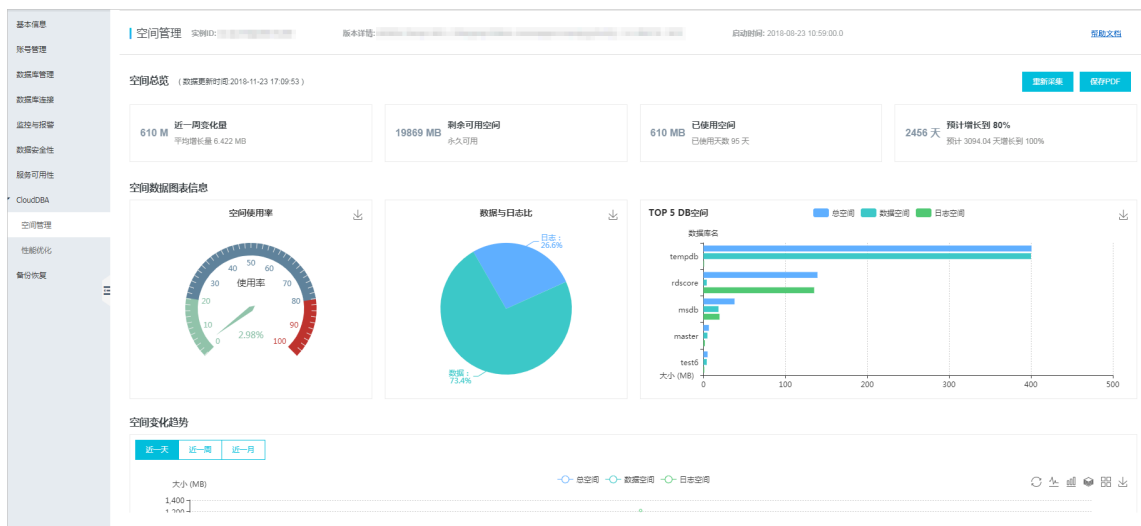 基本信息
账号管理
数据库管理
数据库连接
监控与报警
数据安全性
服务可用性
CloudDBA
空间管理
性能优化
备份恢复
空间管理 实例ID:
版本详情:
启动时间: 2018-08-23 10:59:00.0
帮助文档
空间总览 ( 数据更新时间 2018-11-23 17:09:53 )
重新采集 保存PDF
610 M 近一周变化量
平均增长量 6.422 MB
19869 MB 剩余可用空间
永久可用
610 MB 已使用空间
已使用天数 95 天
2456 天 预计增长到 80%
预计 3094.04 天增长到 100%
空间数据图表信息
空间使用率
0
10
20
30
40
50
60
70
80
90
100
使用率
2.98%
数据与日志比
日志 :
26.6%
数据 :
73.4%
TOP 5 DB空间
总空间 数据空间 日志空间
数据库名
tempdb
rdscore
msdb
master
test6
大小 (MB)
0 100 200 300 400 500
空间变化趋势
近一天 近一周 近一月
总空间 数据空间 日志空间
大小 (MB)
1,400
1,200